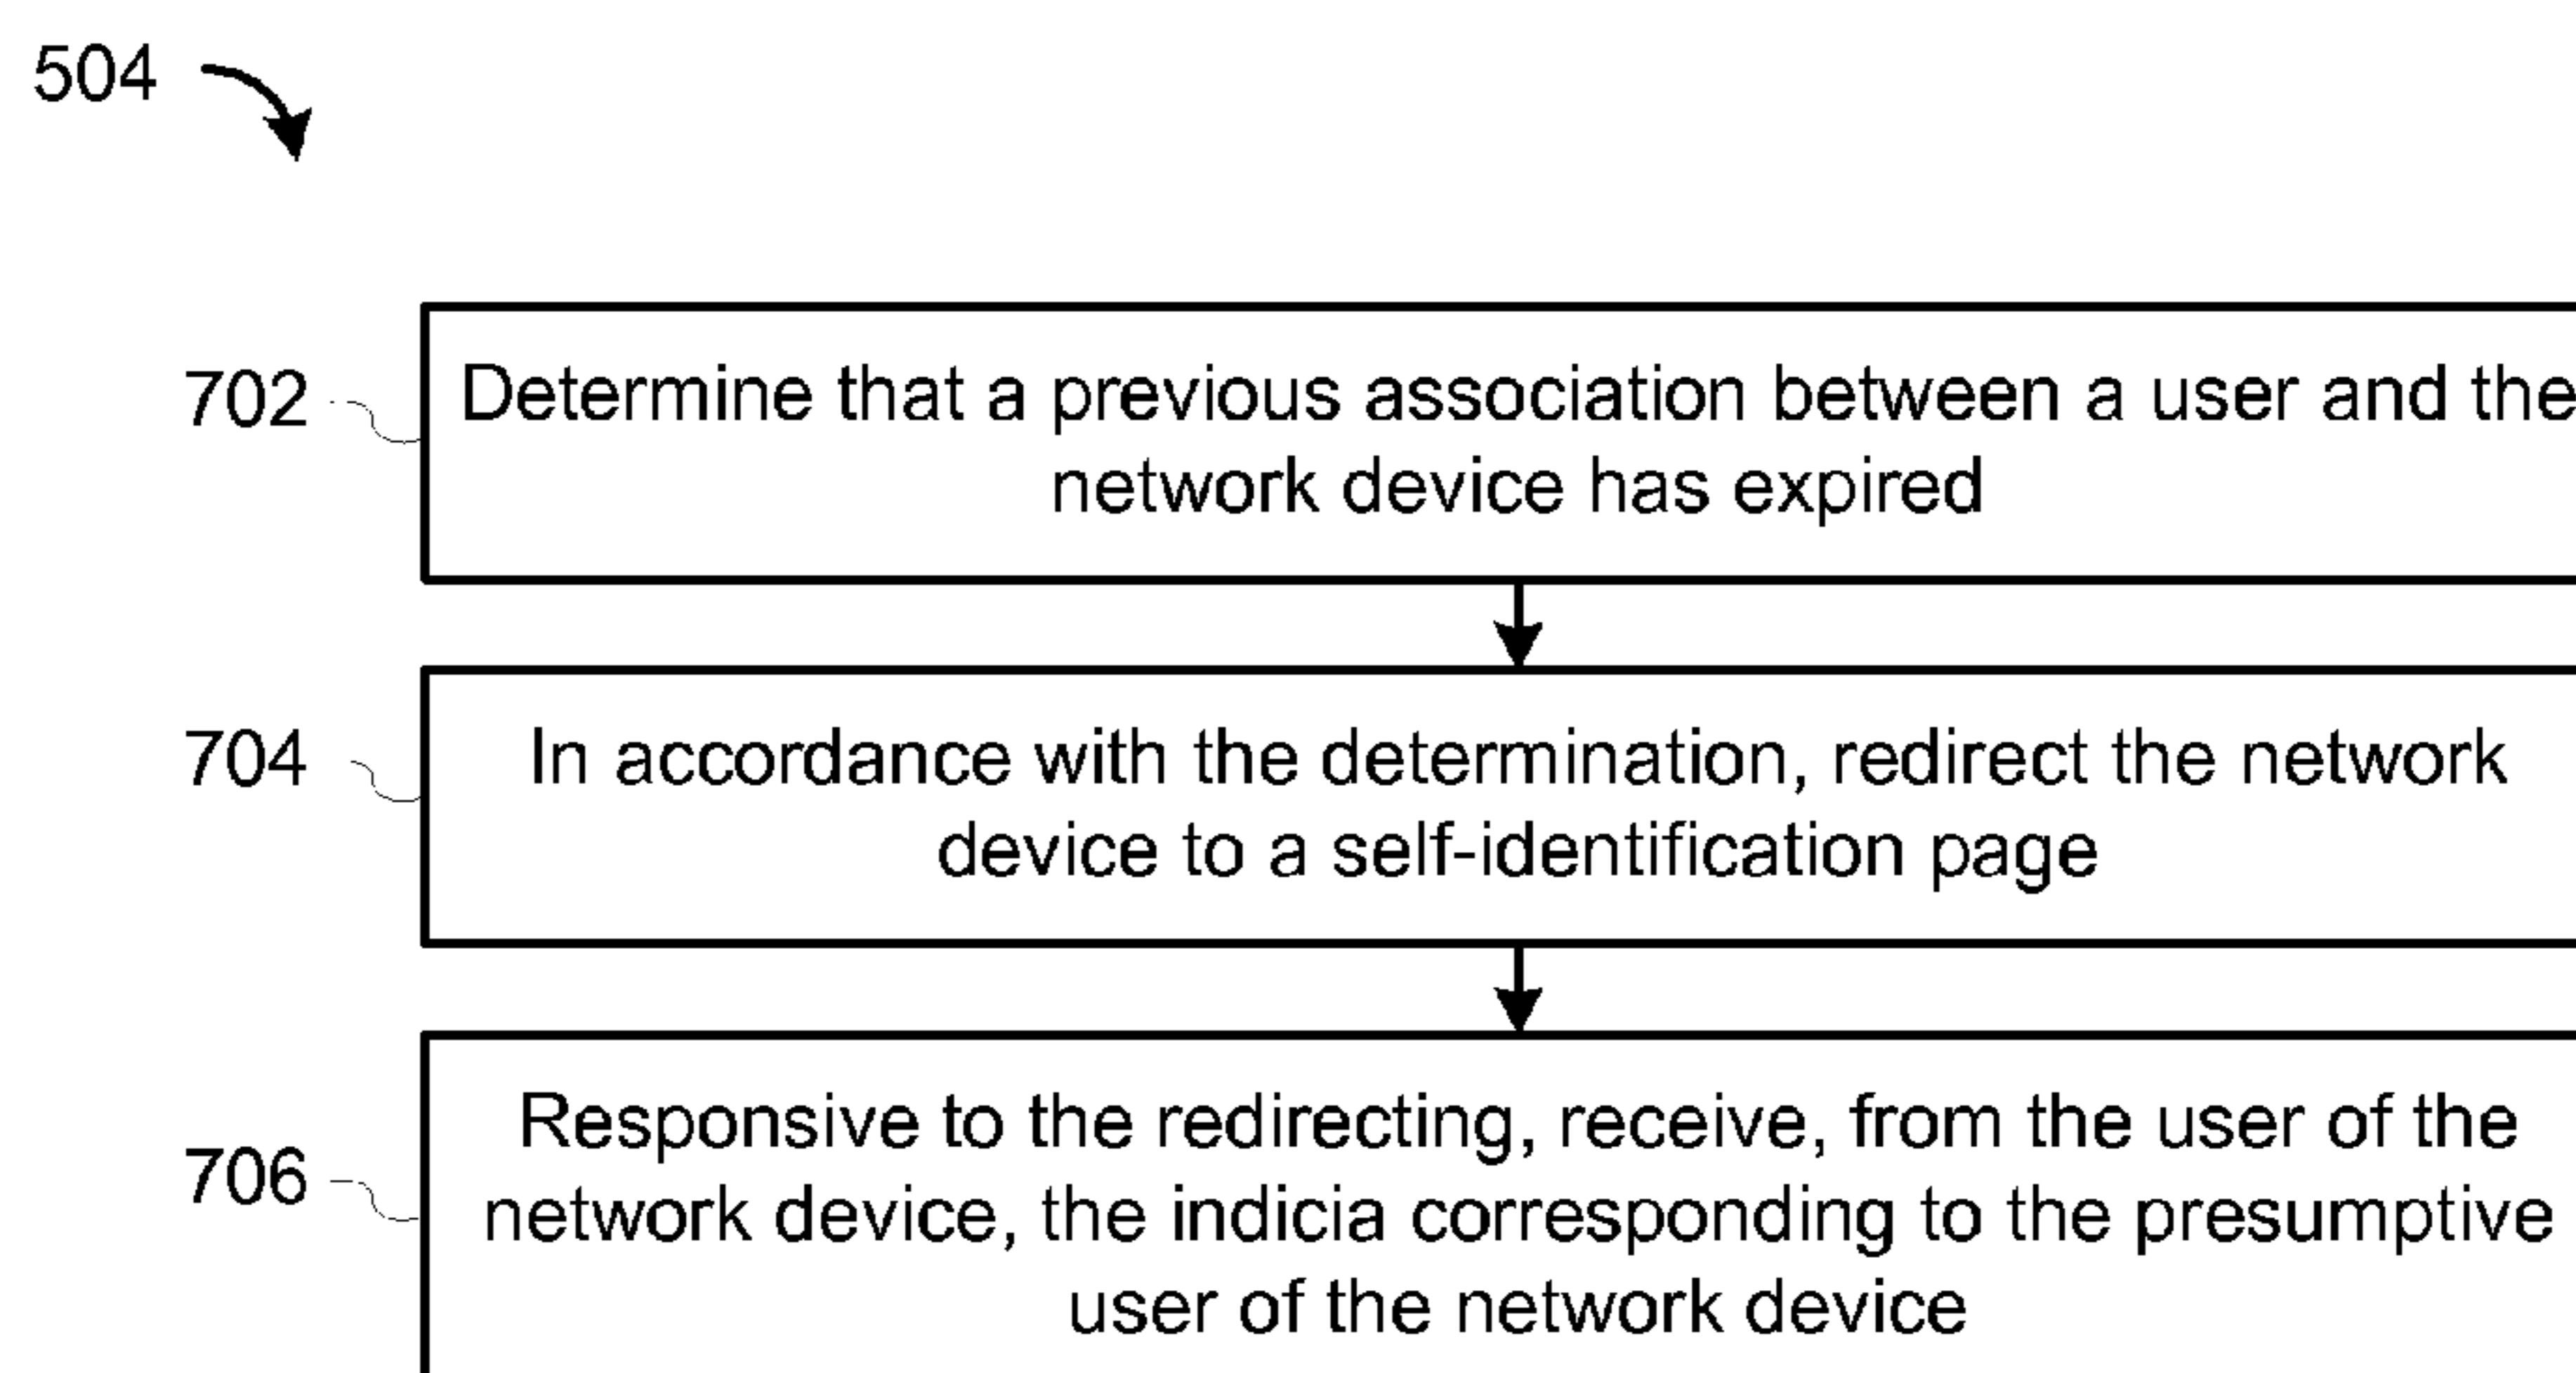 504
702
Determine that a previous association between a user and the
network device has expired
704
In accordance with the determination, redirect the network
device to a self-identification page
706
Responsive to the redirecting, receive, from the user of the
network device, the indicia corresponding to the presumptive
user of the network device